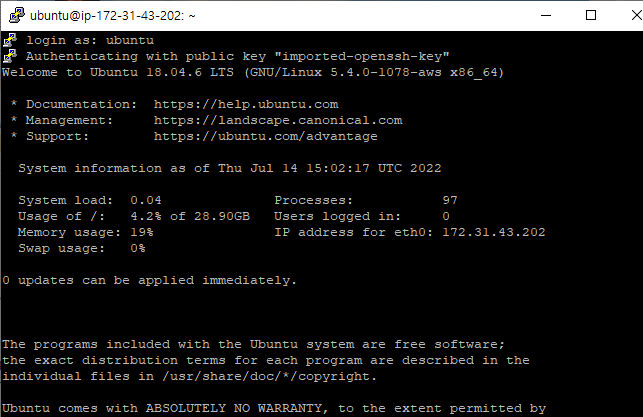 ubuntu@ip-172-31-43-202: ~
login as: ubuntu
Authenticating with public key "imported-openssh-key"
Welcome to Ubuntu 18.04.6 LTS (GNU/Linux 5.4.0-1078-aws x86_64)
* Documentation:  https://help.ubuntu.com
* Management:     https://landscape.canonical.com
* Support:        https://ubuntu.com/advantage
System information as of Thu Jul 14 15:02:17 UTC 2022
System load:  0.04              Processes:           97
Usage of /:   4.2% of 28.90GB   Users logged in:     0
Memory usage: 19%               IP address for eth0: 172.31.43.202
Swap usage:   0%
0 updates can be applied immediately.
The programs included with the Ubuntu system are free software;
the exact distribution terms for each program are described in the
individual files in /usr/share/doc/*/copyright.
Ubuntu comes with ABSOLUTELY NO WARRANTY, to the extent permitted by